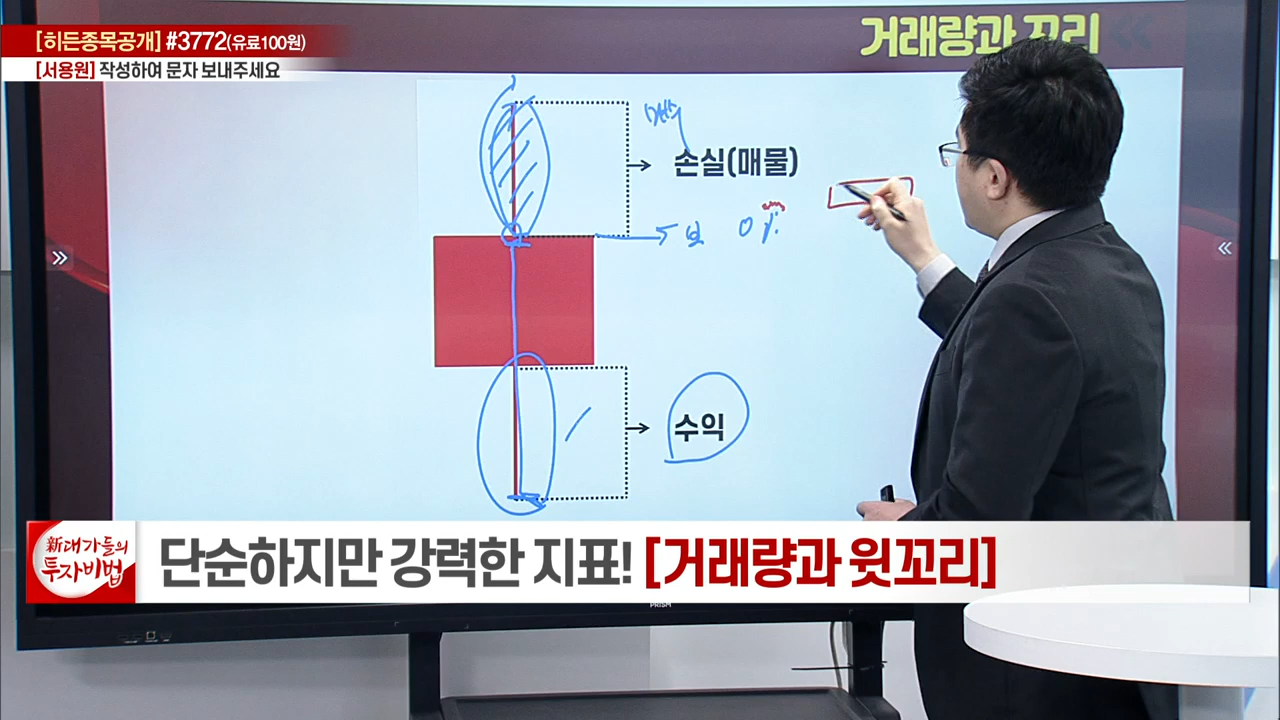 [히든종목공개] #3772(유료100원)
[서용원] 작성하여 문자 보내주세요
거래량과 꼬리
손실(매물)
보 0%
수익
新대가들의
투자비법
단순하지만 강력한 지표! [거래량과 윗꼬리]
PRISM